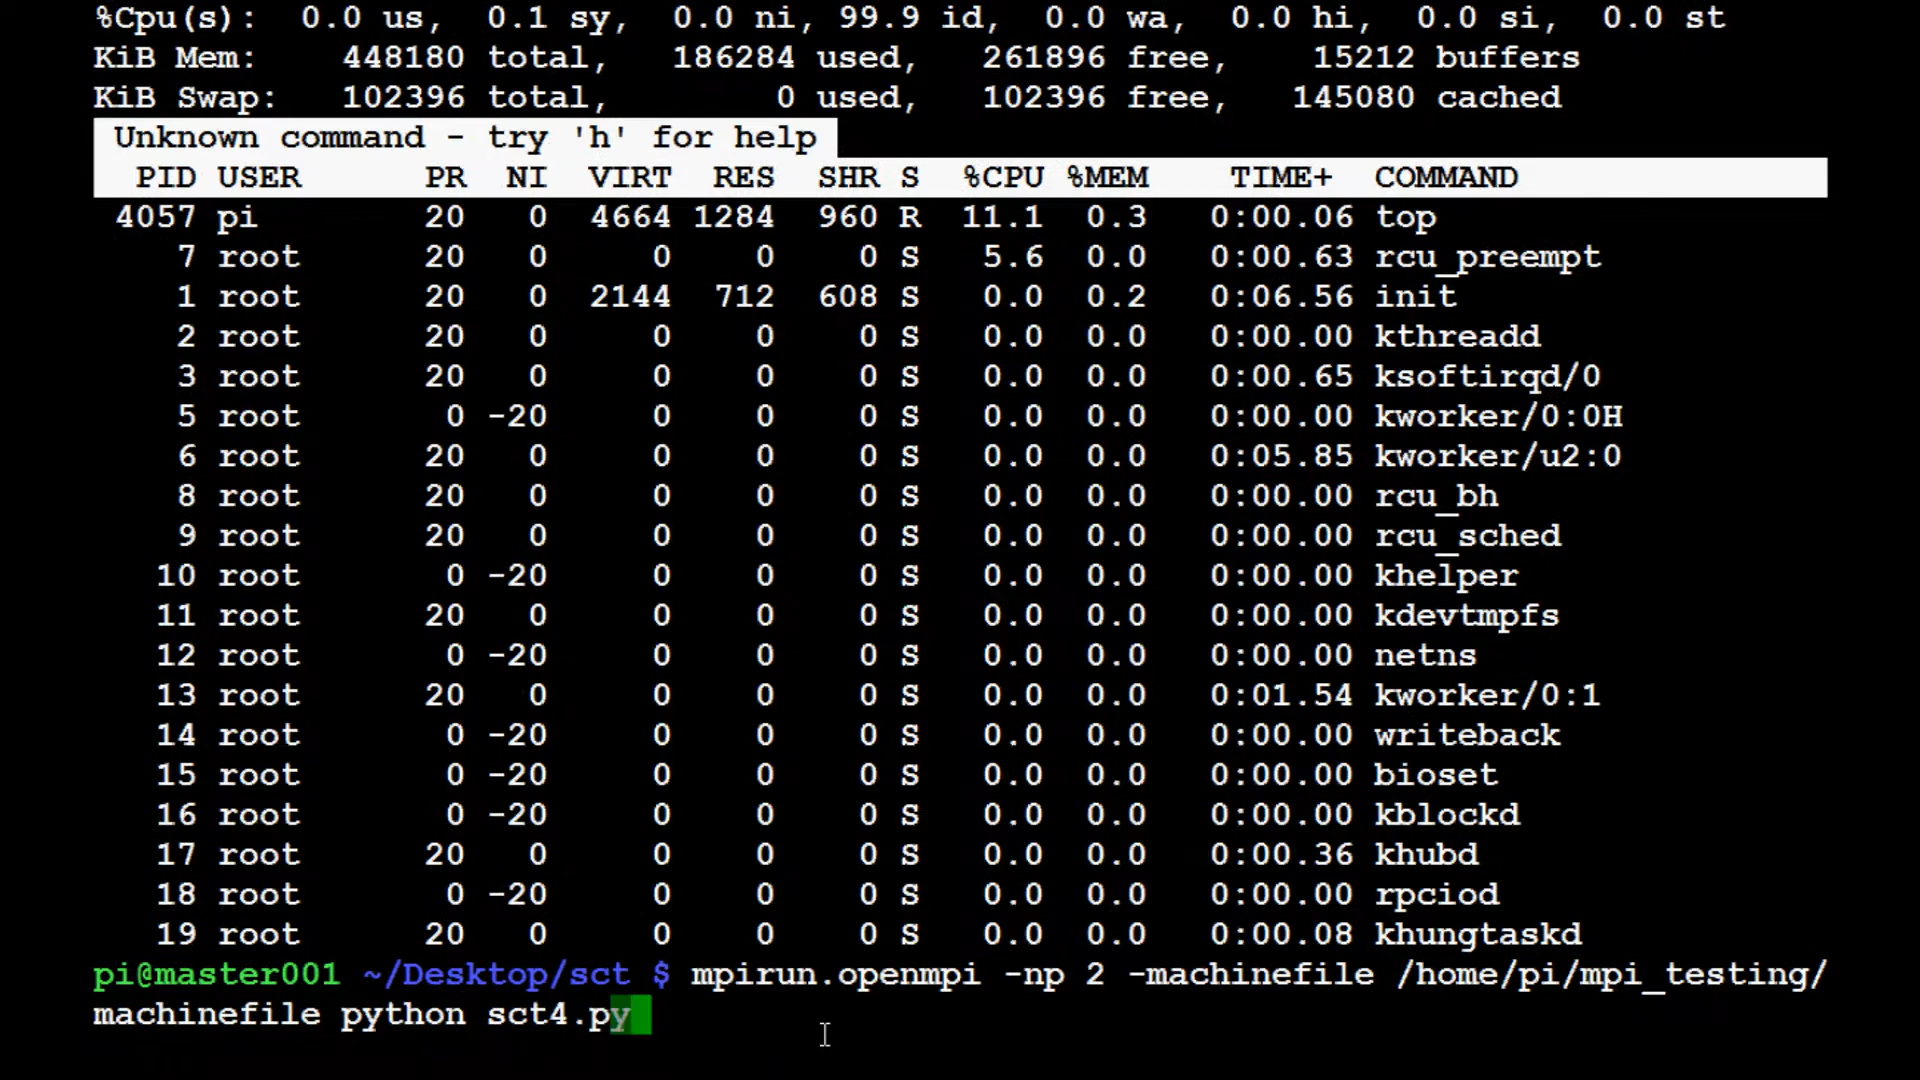 %Cpu(s):  0.0 us,  0.1 sy,  0.0 ni, 99.9 id,  0.0 wa,  0.0 hi,  0.0 si,  0.0 st
KiB Mem:    448180 total,   186284 used,   261896 free,    15212 buffers
KiB Swap:   102396 total,        0 used,   102396 free,   145080 cached
Unknown command - try 'h' for help
PID USER      PR  NI  VIRT  RES  SHR S  %CPU %MEM    TIME+  COMMAND
4057 pi        20   0  4664 1284  960 R  11.1  0.3   0:00.06 top
7 root      20   0     0    0    0 S   5.6  0.0   0:00.63 rcu_preempt
1 root      20   0  2144  712  608 S   0.0  0.2   0:06.56 init
2 root      20   0     0    0    0 S   0.0  0.0   0:00.00 kthreadd
3 root      20   0     0    0    0 S   0.0  0.0   0:00.65 ksoftirqd/0
5 root       0 -20     0    0    0 S   0.0  0.0   0:00.00 kworker/0:0H
6 root      20   0     0    0    0 S   0.0  0.0   0:05.85 kworker/u2:0
8 root      20   0     0    0    0 S   0.0  0.0   0:00.00 rcu_bh
9 root      20   0     0    0    0 S   0.0  0.0   0:00.00 rcu_sched
10 root       0 -20     0    0    0 S   0.0  0.0   0:00.00 khelper
11 root      20   0     0    0    0 S   0.0  0.0   0:00.00 kdevtmpfs
12 root       0 -20     0    0    0 S   0.0  0.0   0:00.00 netns
13 root      20   0     0    0    0 S   0.0  0.0   0:01.54 kworker/0:1
14 root       0 -20     0    0    0 S   0.0  0.0   0:00.00 writeback
15 root       0 -20     0    0    0 S   0.0  0.0   0:00.00 bioset
16 root       0 -20     0    0    0 S   0.0  0.0   0:00.00 kblockd
17 root      20   0     0    0    0 S   0.0  0.0   0:00.36 khubd
18 root       0 -20     0    0    0 S   0.0  0.0   0:00.00 rpciod
19 root      20   0     0    0    0 S   0.0  0.0   0:00.08 khungtaskd
pi@master001 ~/Desktop/sct $ mpirun.openmpi -np 2 -machinefile /home/pi/mpi_testing/
machinefile python sct4.py